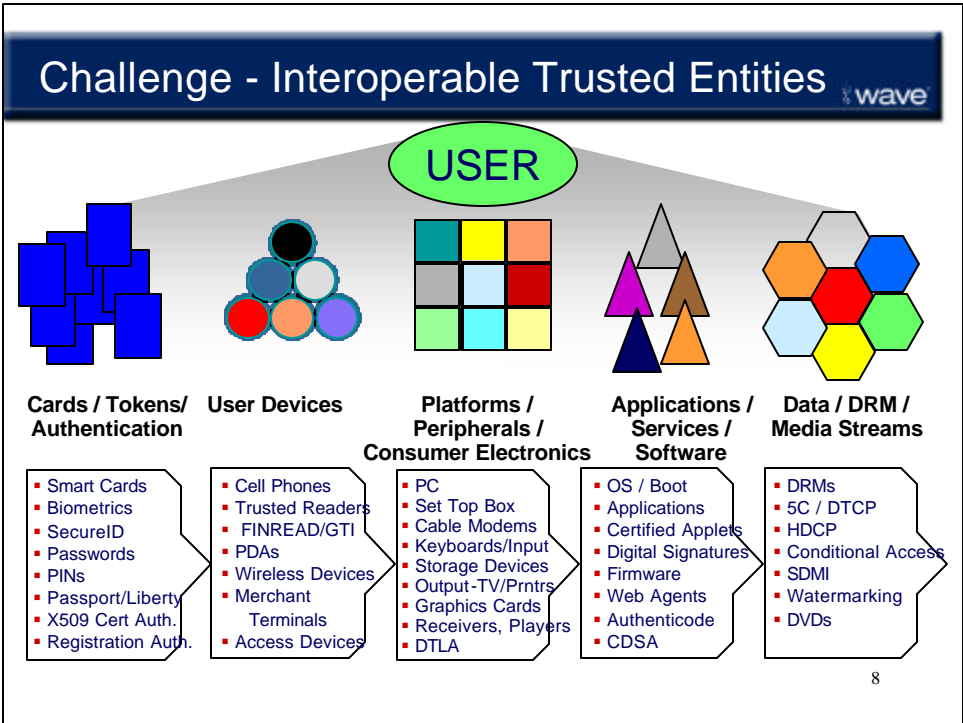 Challenge - Interoperable Trusted Entities
wave
USER
Cards / Tokens/
Authentication
User Devices
Platforms /
Peripherals /
Consumer Electronics
Applications /
Services /
Software
Data / DRM /
Media Streams
▪ Smart Cards
▪ Biometrics
▪ SecureID
▪ Passwords
▪ PINs
▪ Passport/Liberty
▪ X509 Cert Auth.
▪ Registration Auth.
▪ Cell Phones
▪ Trusted Readers
▪ FINREAD/GTI
▪ PDAs
▪ Wireless Devices
▪ Merchant
Terminals
▪ Access Devices
▪ PC
▪ Set Top Box
▪ Cable Modems
▪ Keyboards/Input
▪ Storage Devices
▪ Output-TV/Prntrs
▪ Graphics Cards
▪ Receivers, Players
▪ DTLA
▪ OS / Boot
▪ Applications
▪ Certified Applets
▪ Digital Signatures
▪ Firmware
▪ Web Agents
▪ Authenticode
▪ CDSA
▪ DRMs
▪ 5C / DTCP
▪ HDCP
▪ Conditional Access
▪ SDMI
▪ Watermarking
▪ DVDs
8